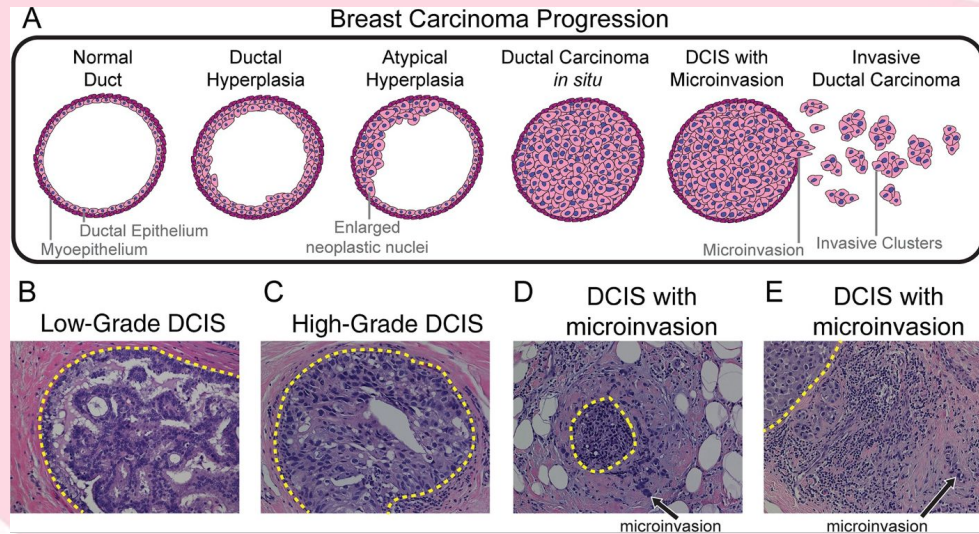 A
Breast Carcinoma Progression
Normal
Duct
Ductal
Hyperplasia
Atypical
Hyperplasia
Ductal Carcinoma
in situ
DCIS with
Microinvasion
Invasive
Ductal Carcinoma
Ductal Epithelium
Myoepithelium
Enlarged
neoplastic nuclei
Microinvasion
Invasive Clusters
B
Low-Grade DCIS
C
High-Grade DCIS
D
DCIS with
microinvasion
microinvasion
E
DCIS with
microinvasion
microinvasion